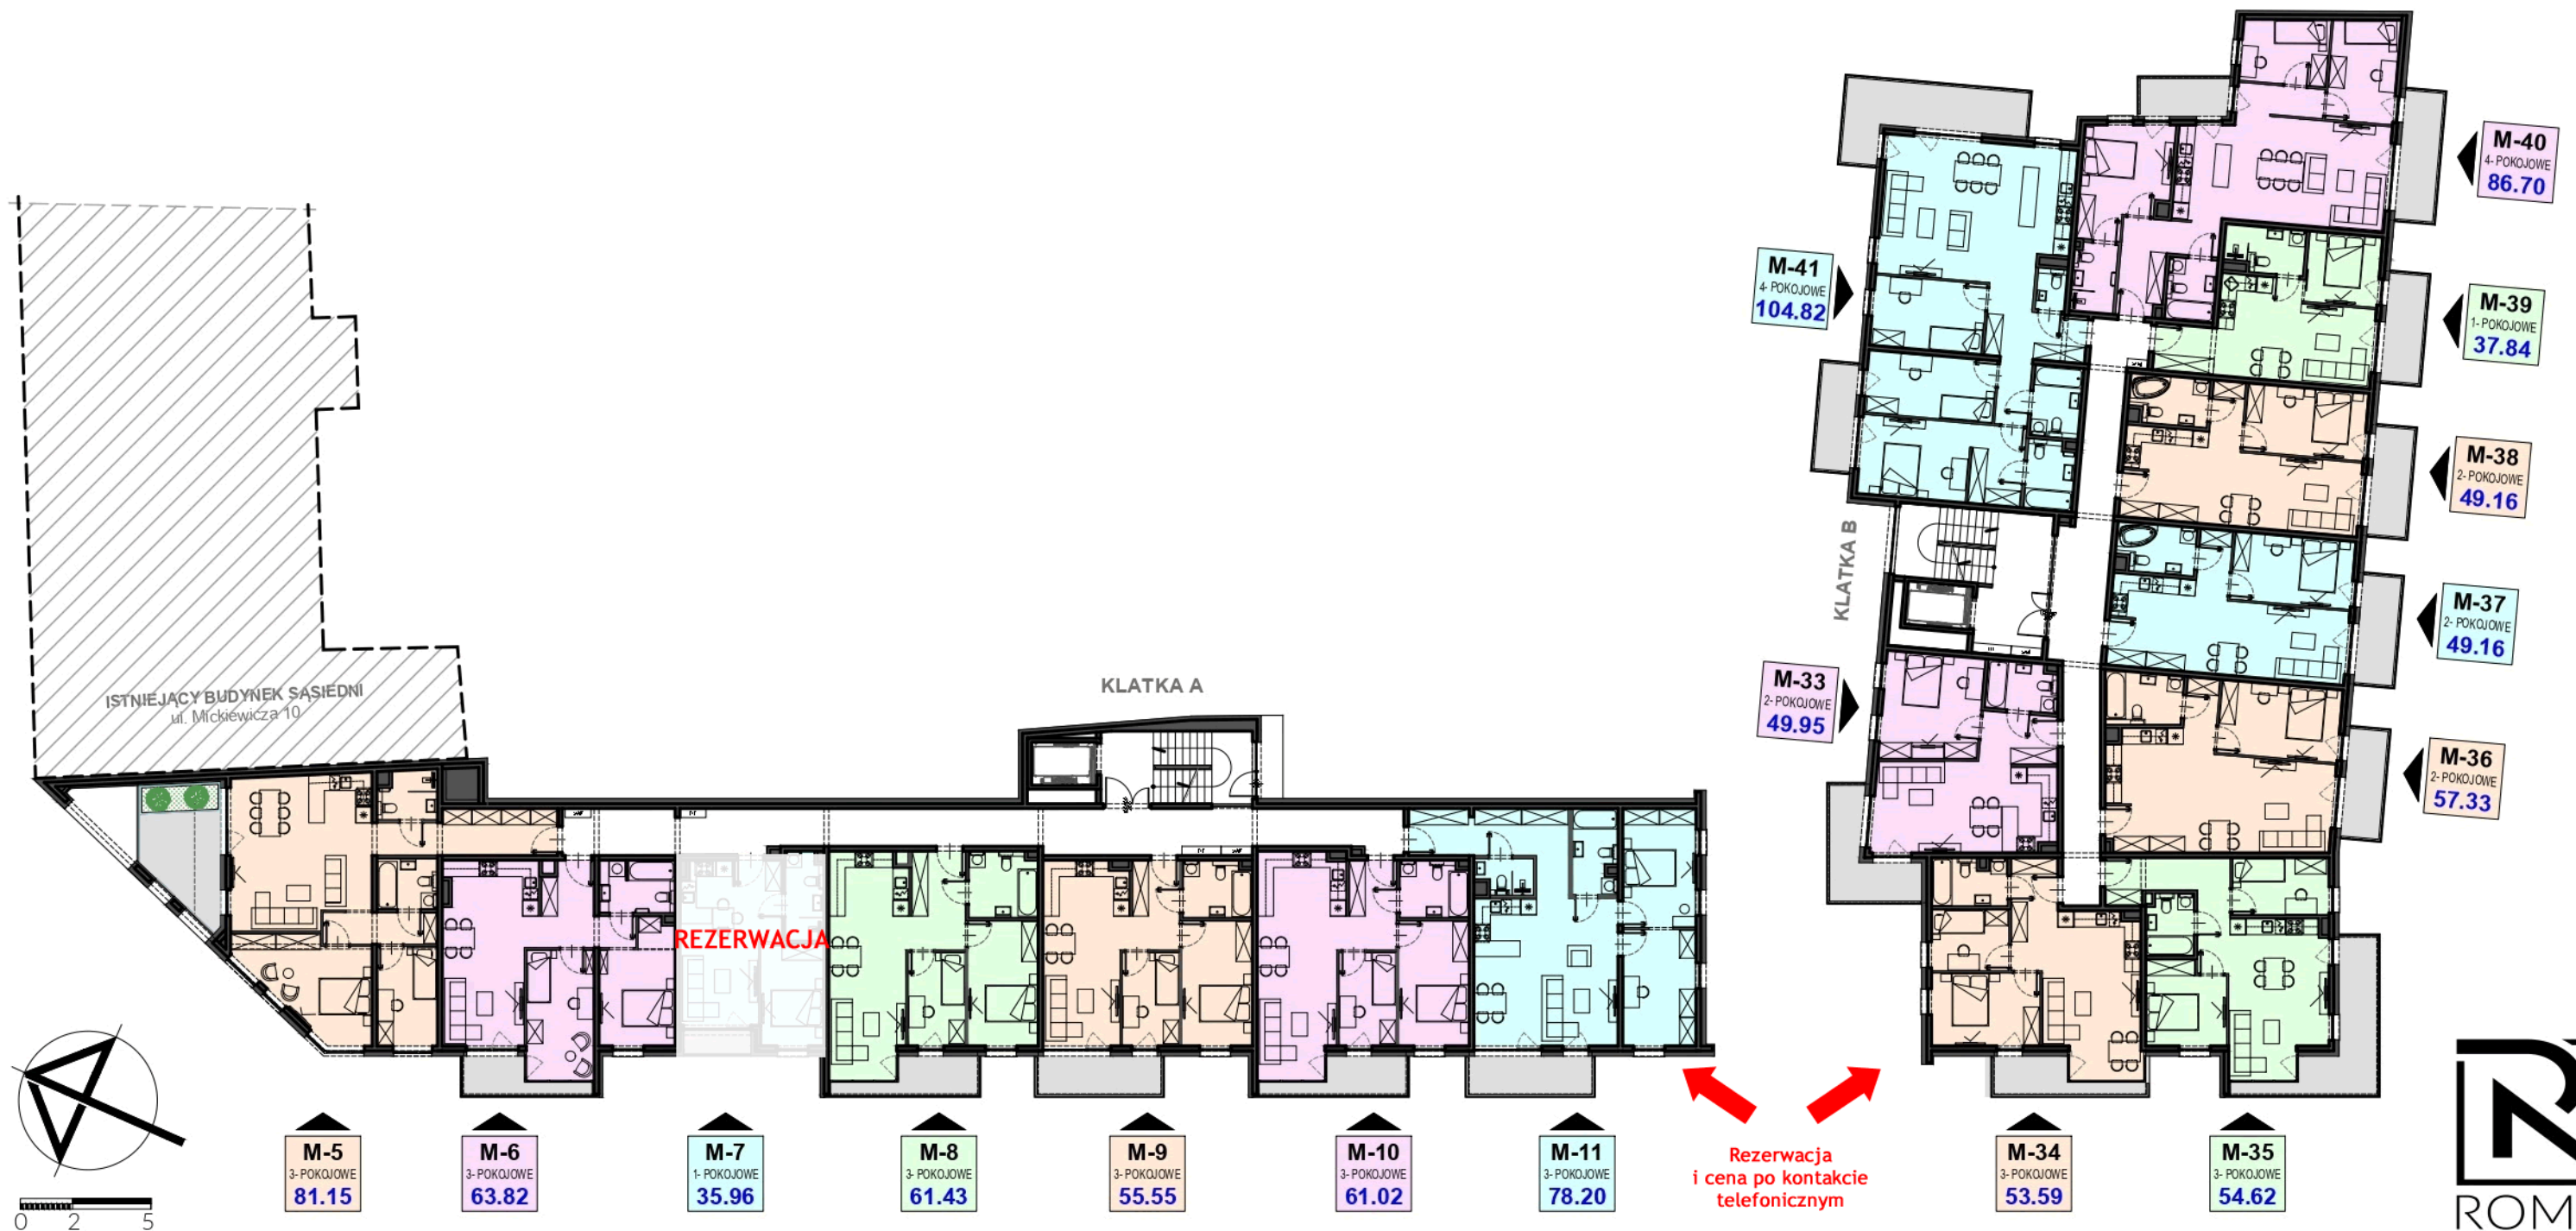 M-40
4- POKOJOWE
86.70
M-41
4- POKOJOWE
104.82
M-39
1- POKOJOWE
37.84
M-38
2- POKOJOWE
49.16
KLATKA B
M-37
2- POKOJOWE
49.16
M-33
2- POKOJOWE
49.95
M-36
2- POKOJOWE
57.33
ISTNIEJĄCY BUDYNEK SĄSIEDNI
ul. Mickiewicza 10
KLATKA A
REZERWACJA
M-5
3- POKOJOWE
81.15
M-6
3- POKOJOWE
63.82
M-7
1- POKOJOWE
35.96
M-8
3- POKOJOWE
61.43
M-9
3- POKOJOWE
55.55
M-10
3- POKOJOWE
61.02
M-11
3- POKOJOWE
78.20
Rezerwacja
i cena po kontakcie
telefonicznym
M-34
3- POKOJOWE
53.59
M-35
3- POKOJOWE
54.62
0 2 5
ROM